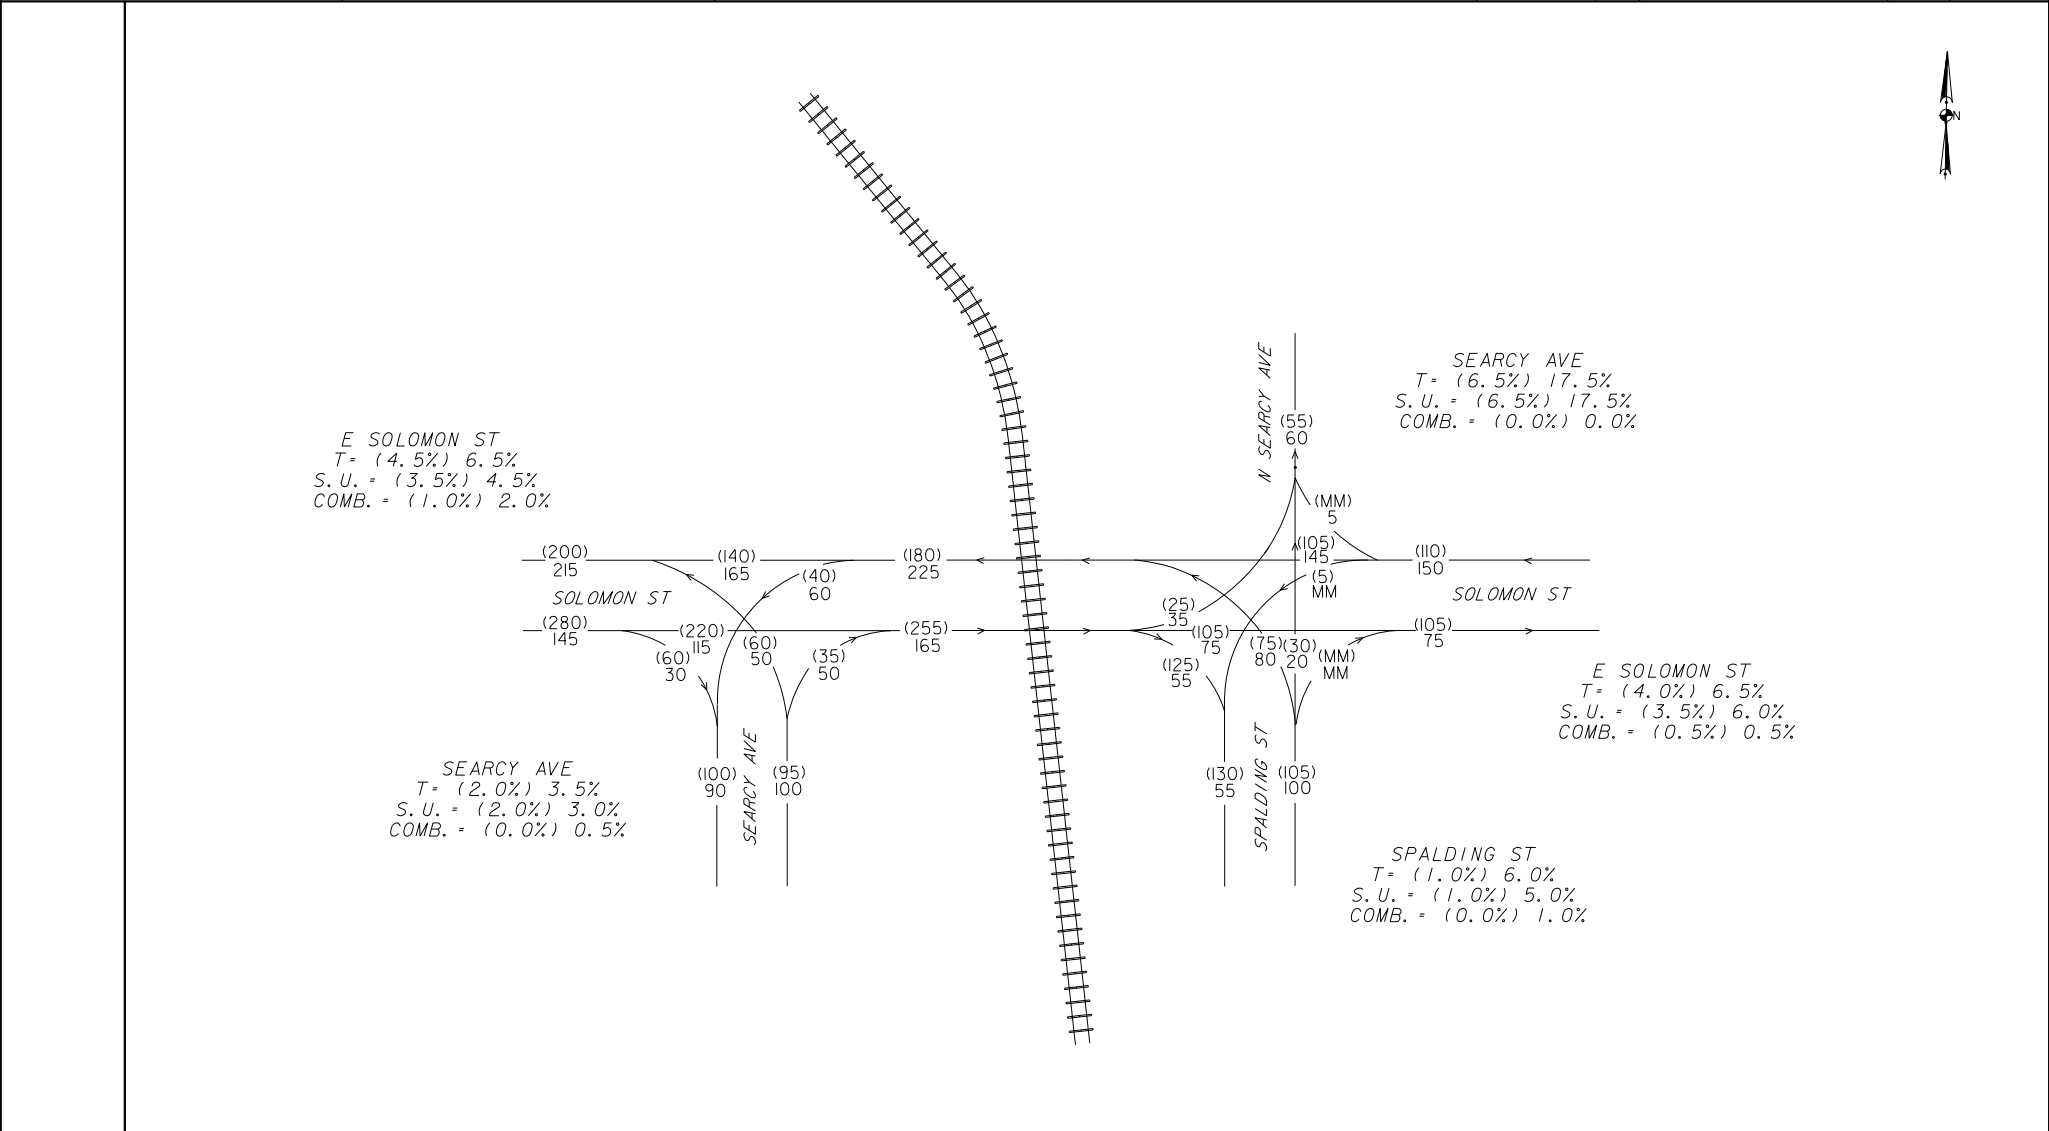 N
SEARCY AVE
T= (6.5%) 17.5%
S.U.= (6.5%) 17.5%
COMB.= (0.0%) 0.0%
N SEARCY AVE
(55)
60
E SOLOMON ST
T= (4.5%) 6.5%
S.U.= (3.5%) 4.5%
COMB.= (1.0%) 2.0%
(MM)
5
(200)
215
(140)
165
(40)
60
(180)
225
(105)
145
(110)
150
(5)
MM
SOLOMON ST
SOLOMON ST
(25)
35
(280)
145
(220)
115
(60)
50
(60)
30
(35)
50
(255)
165
(105)
75
(125)
55
(75)
80
(30)
20
(MM)
MM
(105)
75
E SOLOMON ST
T= (4.0%) 6.5%
S.U.= (3.5%) 6.0%
COMB.= (0.5%) 0.5%
SEARCY AVE
T= (2.0%) 3.5%
S.U.= (2.0%) 3.0%
COMB.= (0.0%) 0.5%
(100)
90
SEARCY AVE
(95)
100
(130)
55
SPALDING ST
(105)
100
SPALDING ST
T= (1.0%) 6.0%
S.U.= (1.0%) 5.0%
COMB.= (0.0%) 1.0%